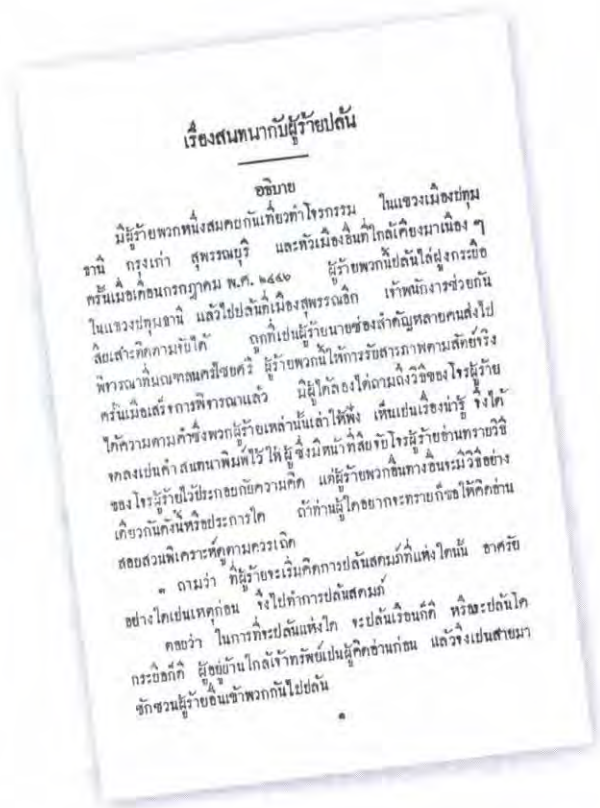 เรื่องสนทนากับผู้ร้ายปล้น
อธิบาย
มีผู้ร้ายพวกหนึ่งสมคบกันเที่ยวทำโจรกรรม ในแขวงเมืองปทุม
ธานี กรุงเก่า สุพรรณบุรี และหัวเมืองอื่นที่ใกล้เคียงมาเนือง ๆ
ครั้นเมื่อเดือนกรกฎาคม พ.ศ. ๒๔๔๖ ผู้ร้ายพวกนี้ปล้นไล่ฝูงกระบือ
ในแขวงปทุมธานี แล้วไปปล้นที่เมืองสุพรรณอีก เจ้าพนักงารช่วยกัน
สืบเสาะติดตามจับได้ ถูกที่เป็นผู้ร้ายนายซ่องสำคัญหลายคนส่งไป
พิจารณาที่มณฑลนครไชยศรี ผู้ร้ายพวกนี้ให้การรับสารภาพตามสัตย์จริง
ครั้นเมื่อเสร็จการพิจารณาแล้ว มีผู้ได้ลองไต่ถามถึงวิธีของโจรผู้ร้าย
ได้ความตามคำซึ่งพวกผู้ร้ายเหล่านั้นเล่าให้ฟัง เห็นเป็นเรื่องน่ารู้ จึงได้
จดลงเป็นคำสนทนาพิมพ์ไว้ ให้ผู้ซึ่งมีหน้าที่สืบจับโจรผู้ร้ายอ่านทราบวิธี
ของโจรผู้ร้ายไว้ประกอบกับความคิด แต่ผู้ร้ายพวกอื่นทางอื่นจะมีวิธีอย่าง
เดียวกันดังนี้หรือประการใด ถ้าท่านผู้ใดอยากจะทราบก็ขอให้คิดอ่าน
สอบสวนพิเคราะห์ดูตามควรเถิด
ถามว่า ที่ผู้ร้ายจะเริ่มคิดการปล้นสดมภ์ที่แห่งใดนั้น อาศรัย
อย่างใดเป็นเหตุก่อน จึงไปทำการปล้นสดมภ์
ตอบว่า ในการที่จะปล้นแห่งใด จะปล้นเรือนก็ดี หรือจะปล้นโค
กระบือก็ดี ผู้อยู่บ้านใกล้เจ้าทรัพย์เป็นผู้คิดอ่านก่อน แล้วจึงเป็นสายมา
ชักชวนผู้ร้ายอื่นเข้าพวกกันไปปล้น
๑